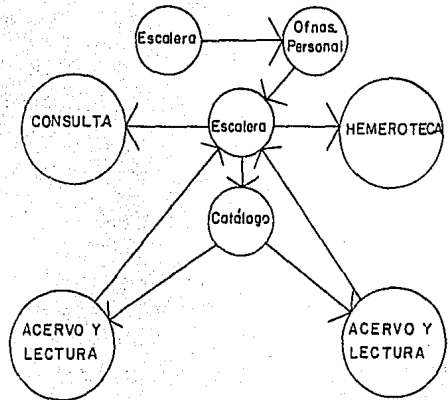 Escalera
Ofnas.
Personal
CONSULTA
Escalera
HEMEROTECA
Catálogo
ACERVO Y
LECTURA
ACERVO Y
LECTURA